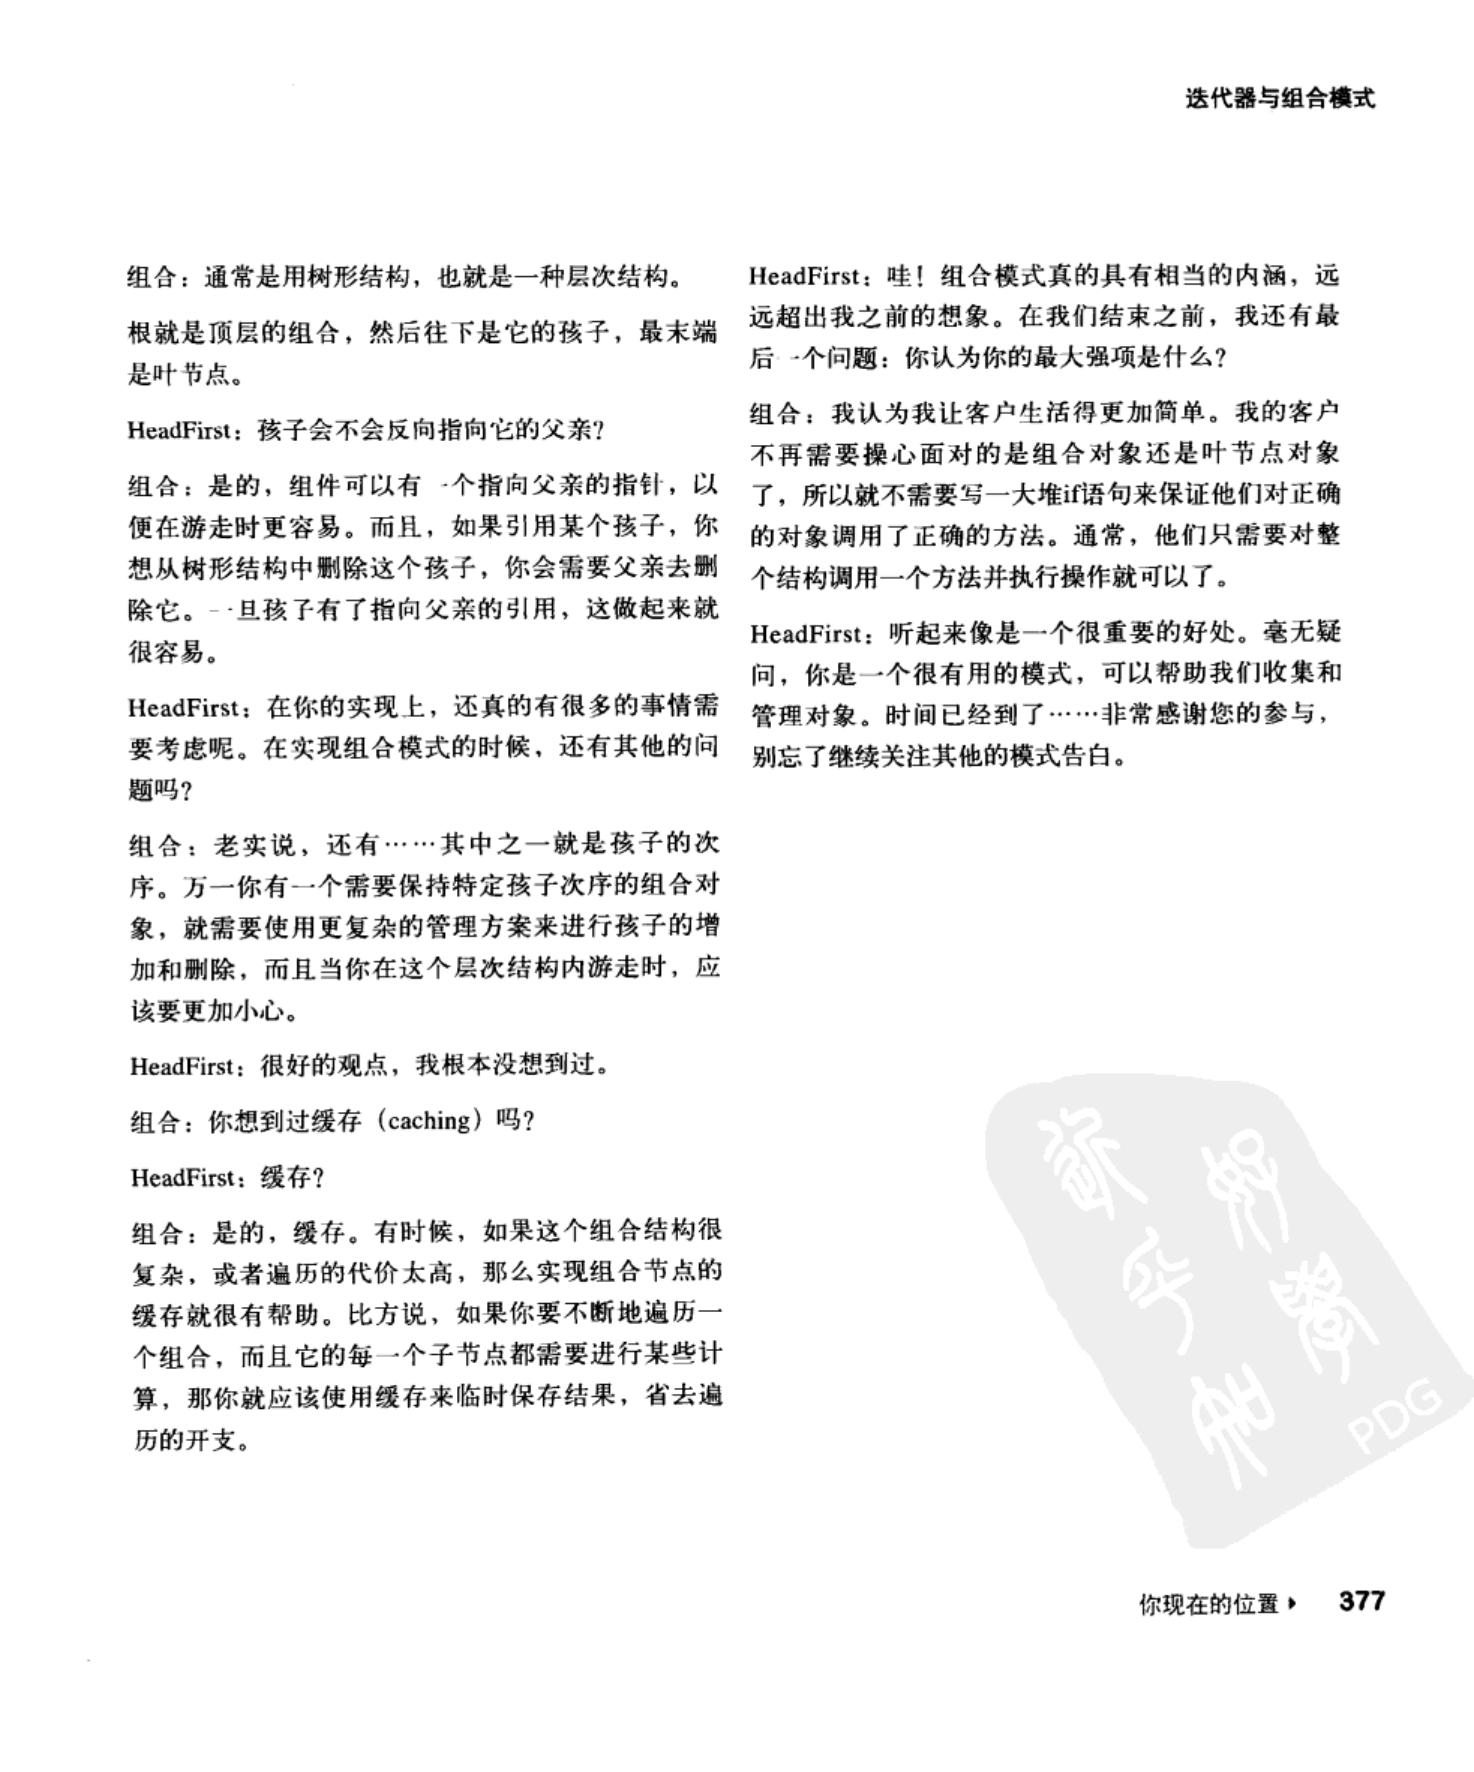 迭代器与组合模式
组合：通常是用树形结构，也就是一种层次结构。
根就是顶层的组合，然后往下是它的孩子，最末端
是叶节点。
HeadFirst：孩子会不会反向指向它的父亲？
组合：是的，组件可以有一个指向父亲的指针，以
便在游走时更容易。而且，如果引用某个孩子，你
想从树形结构中删除这个孩子，你会需要父亲去删
除它。一旦孩子有了指向父亲的引用，这做起来就
很容易。
HeadFirst：在你的实现上，还真的有很多的事情需
要考虑呢。在实现组合模式的时候，还有其他的问
题吗？
组合：老实说，还有……其中之一就是孩子的次
序。万一你有一个需要保持特定孩子次序的组合对
象，就需要使用更复杂的管理方案来进行孩子的增
加和删除，而且当你在这个层次结构内游走时，应
该要更加小心。
HeadFirst：很好的观点，我根本没想到过。
组合：你想到过缓存（caching）吗？
HeadFirst：缓存？
组合：是的，缓存。有时候，如果这个组合结构很
复杂，或者遍历的代价太高，那么实现组合节点的
缓存就很有帮助。比方说，如果你要不断地遍历一
个组合，而且它的每一个子节点都需要进行某些计
算，那你就应该使用缓存来临时保存结果，省去遍
历的开支。
HeadFirst：哇！组合模式真的具有相当的内涵，远
远超出我之前的想象。在我们结束之前，我还有最
后一个问题：你认为你的最大强项是什么？
组合：我认为我让客户生活得更加简单。我的客户
不再需要操心面对的是组合对象还是叶节点对象
了，所以就不需要写一大堆if语句来保证他们对正确
的对象调用了正确的方法。通常，他们只需要对整
个结构调用一个方法并执行操作就可以了。
HeadFirst：听起来像是一个很重要的好处。毫无疑
问，你是一个很有用的模式，可以帮助我们收集和
管理对象。时间已经到了……非常感谢您的参与，
别忘了继续关注其他的模式告白。
PDG
你现在的位置▸ 377